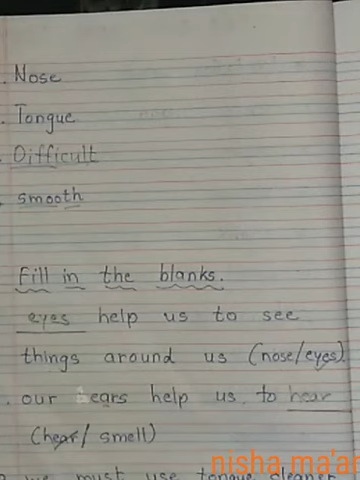 . Nose
. Tongue
. Difficult
. smooth
Fill in the blanks.
eyes help us to see
things around us (nose/eyes).
. our ears help us to hear
(hear/ smell)
we must use tongue cleaner
nisha ma'am